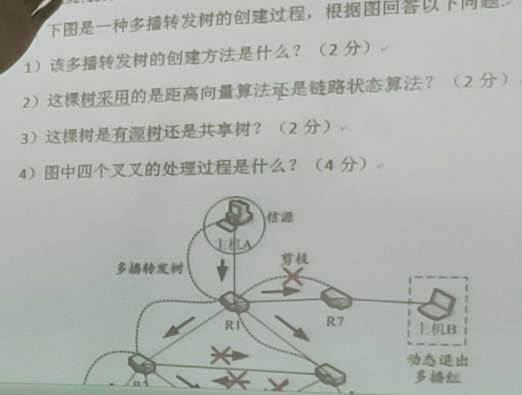 下图是一种多播转发树的创建过程，根据图回答以下问题
1）该多播转发树的创建方法是什么？（2 分）
2）这棵树采用的是距离向量算法还是链路状态算法？（2 分）
3）这棵树是有源树还是共享树？（2 分）
4）图中四个叉叉的处理过程是什么？（4 分）
信源
主机A
剪枝
多播转发树
R1
R7
主机B
动态退出
多播组